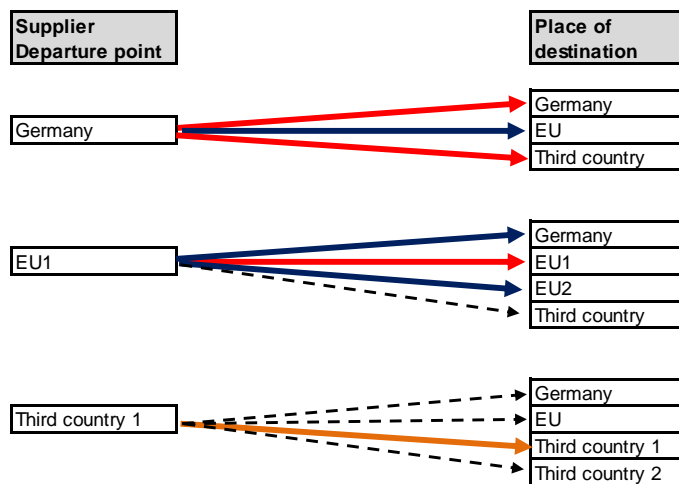 Supplier
Departure point
Place of
destination
Germany
Germany
EU
Third country
EU1
Germany
EU1
EU2
Third country
Third country 1
Germany
EU
Third country 1
Third country 2